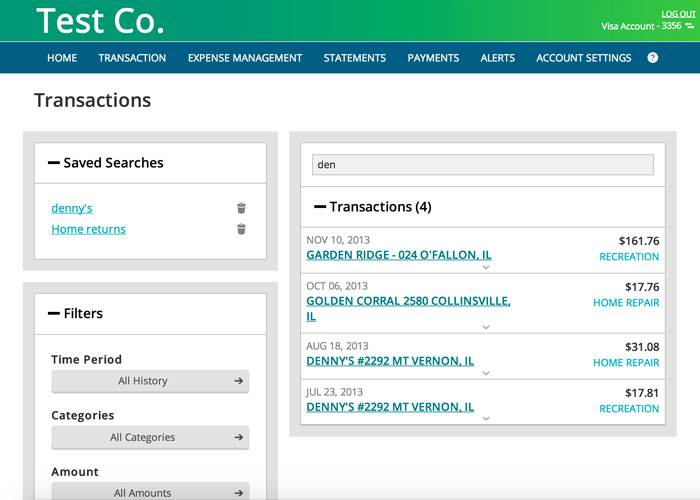 Test Co.
LOG OUT
Visa Account - 3356
HOME TRANSACTION EXPENSE MANAGEMENT STATEMENTS PAYMENTS ALERTS ACCOUNT SETTINGS ?
Transactions
Saved Searches
denny's
Home returns
Filters
Time Period
All History
Categories
All Categories
Amount
All Amounts
den
Transactions (4)
NOV 10, 2013 $161.76
GARDEN RIDGE - 024 O'FALLON, IL RECREATION
OCT 06, 2013 $17.76
GOLDEN CORRAL 2580 COLLINSVILLE, HOME REPAIR
IL
AUG 18, 2013 $31.08
DENNY'S #2292 MT VERNON, IL HOME REPAIR
JUL 23, 2013 $17.81
DENNY'S #2292 MT VERNON, IL RECREATION